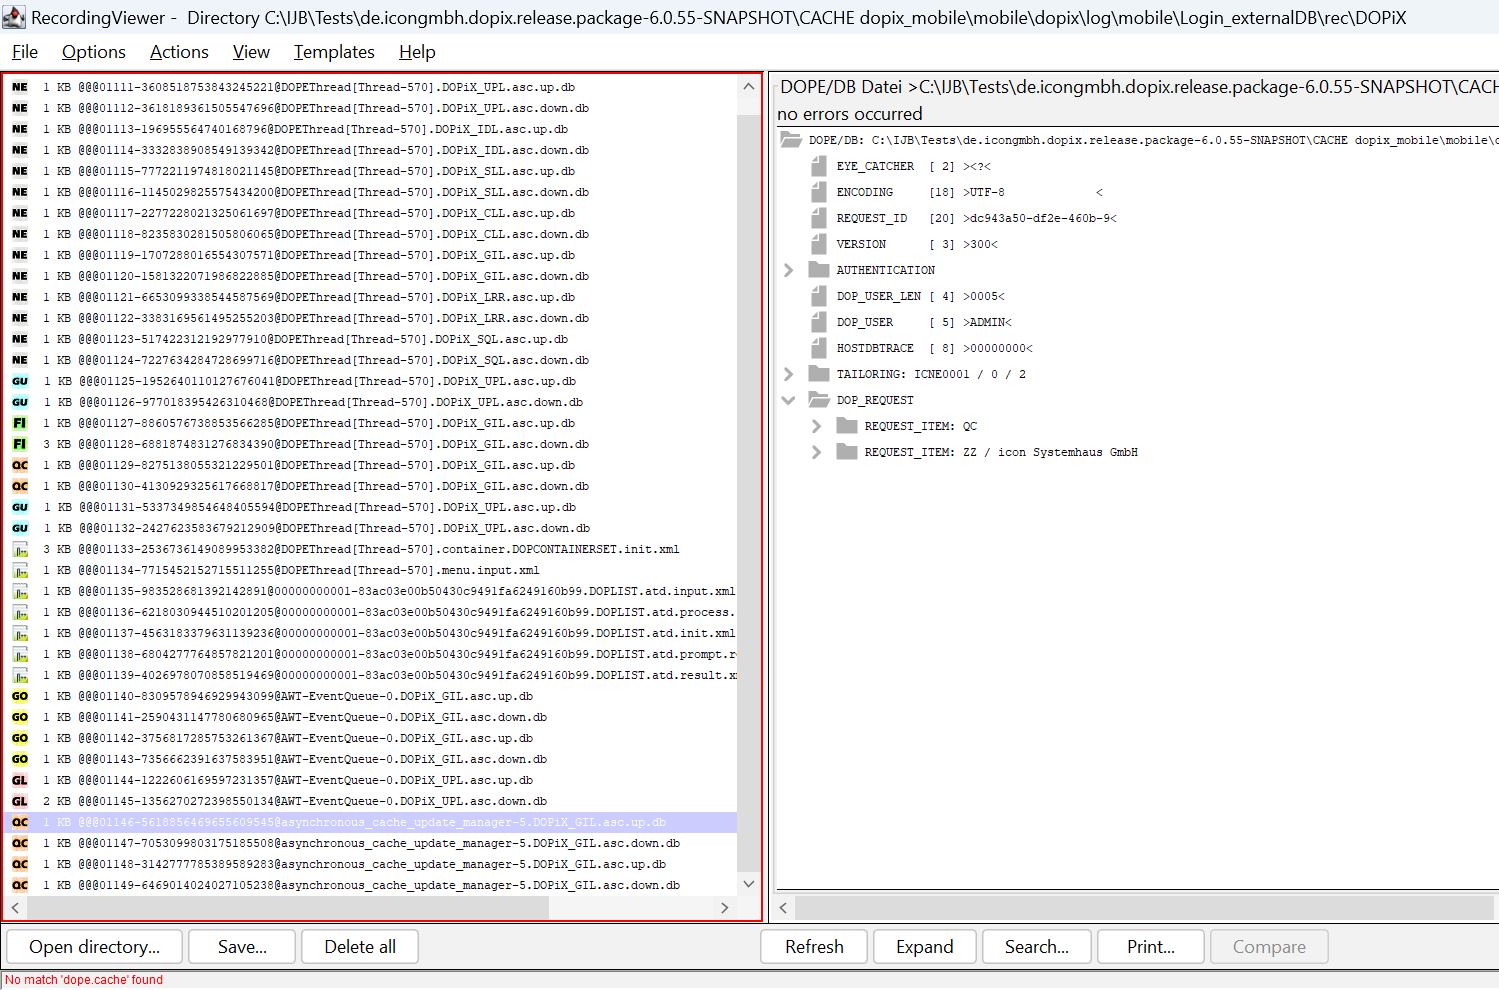 RecordingViewer - Directory C:\IJB\Tests\de.icongmbh.dopix.release.package-6.0.55-SNAPSHOT\CACHE dopix_mobile\mobile\dopix\log\mobile\Login_externalDB\rec\DOPiX
File Options Actions View Templates Help
NE 1 KB @@@01111-3608518753843245221@DOPEThread[Thread-570].DOPiX_UPL.asc.up.db
NE 1 KB @@@01112-3618189361505547696@DOPEThread[Thread-570].DOPiX_UPL.asc.down.db
NE 1 KB @@@01113-196955564740168796@DOPEThread[Thread-570].DOPiX_IDL.asc.up.db
NE 1 KB @@@01114-3332838908549139342@DOPEThread[Thread-570].DOPiX_IDL.asc.down.db
NE 1 KB @@@01115-7772211974818021145@DOPEThread[Thread-570].DOPiX_SLL.asc.up.db
NE 1 KB @@@01116-1145029825575434200@DOPEThread[Thread-570].DOPiX_SLL.asc.down.db
NE 1 KB @@@01117-2277228021325061697@DOPEThread[Thread-570].DOPiX_CLL.asc.up.db
NE 1 KB @@@01118-8235830281505806065@DOPEThread[Thread-570].DOPiX_CLL.asc.down.db
NE 1 KB @@@01119-1707288016554307571@DOPEThread[Thread-570].DOPiX_GIL.asc.up.db
NE 1 KB @@@01120-1581322071986822885@DOPEThread[Thread-570].DOPiX_GIL.asc.down.db
NE 1 KB @@@01121-6653099338544587569@DOPEThread[Thread-570].DOPiX_LRR.asc.up.db
NE 1 KB @@@01122-3383169561495255203@DOPEThread[Thread-570].DOPiX_LRR.asc.down.db
NE 1 KB @@@01123-517422312192977910@DOPEThread[Thread-570].DOPiX_SQL.asc.up.db
NE 1 KB @@@01124-7227634284728699716@DOPEThread[Thread-570].DOPiX_SQL.asc.down.db
GU 1 KB @@@01125-1952640110127676041@DOPEThread[Thread-570].DOPiX_UPL.asc.up.db
GU 1 KB @@@01126-977018395426310468@DOPEThread[Thread-570].DOPiX_UPL.asc.down.db
FI 1 KB @@@01127-8860576738853566285@DOPEThread[Thread-570].DOPiX_GIL.asc.up.db
FI 3 KB @@@01128-6881874831276834390@DOPEThread[Thread-570].DOPiX_GIL.asc.down.db
QC 1 KB @@@01129-8275138055321229501@DOPEThread[Thread-570].DOPiX_GIL.asc.up.db
QC 1 KB @@@01130-4130929325617668817@DOPEThread[Thread-570].DOPiX_GIL.asc.down.db
GU 1 KB @@@01131-5337349854648405594@DOPEThread[Thread-570].DOPiX_UPL.asc.up.db
GU 1 KB @@@01132-2427623583679212909@DOPEThread[Thread-570].DOPiX_UPL.asc.down.db
3 KB @@@01133-2536736149089953382@DOPEThread[Thread-570].container.DOPCONTAINERSET.init.xml
1 KB @@@01134-7715452152715511255@DOPEThread[Thread-570].menu.input.xml
1 KB @@@01135-983528681392142891@00000000001-83ac03e00b50430c9491fa6249160b99.DOPLIST.atd.input.xml
1 KB @@@01136-6218030944510201205@00000000001-83ac03e00b50430c9491fa6249160b99.DOPLIST.atd.process.
1 KB @@@01137-4563183379631139236@00000000001-83ac03e00b50430c9491fa6249160b99.DOPLIST.atd.init.xml
1 KB @@@01138-6804277764857821201@00000000001-83ac03e00b50430c9491fa6249160b99.DOPLIST.atd.prompt.r
1 KB @@@01139-4026978070858519469@00000000001-83ac03e00b50430c9491fa6249160b99.DOPLIST.atd.result.x
GO 1 KB @@@01140-8309578946929943099@AWT-EventQueue-0.DOPiX_GIL.asc.up.db
GO 1 KB @@@01141-2590431147780680965@AWT-EventQueue-0.DOPiX_GIL.asc.down.db
GO 1 KB @@@01142-3756817285753261367@AWT-EventQueue-0.DOPiX_GIL.asc.up.db
GO 1 KB @@@01143-7356662391637583951@AWT-EventQueue-0.DOPiX_GIL.asc.down.db
GL 1 KB @@@01144-1222606169597231357@AWT-EventQueue-0.DOPiX_UPL.asc.up.db
GL 2 KB @@@01145-1356270272398550134@AWT-EventQueue-0.DOPiX_UPL.asc.down.db
QC 1 KB @@@01146-5618856469655609545@asynchronous_cache_update_manager-5.DOPiX_GIL.asc.up.db
QC 1 KB @@@01147-7053099803175185508@asynchronous_cache_update_manager-5.DOPiX_GIL.asc.down.db
QC 1 KB @@@01148-3142777785389589283@asynchronous_cache_update_manager-5.DOPiX_GIL.asc.up.db
QC 1 KB @@@01149-6469014024027105238@asynchronous_cache_update_manager-5.DOPiX_GIL.asc.down.db
DOPE/DB Datei >C:\IJB\Tests\de.icongmbh.dopix.release.package-6.0.55-SNAPSHOT\CACH
no errors occurred
DOPE/DB: C:\IJB\Tests\de.icongmbh.dopix.release.package-6.0.55-SNAPSHOT\CACHE dopix_mobile\mobile\d
EYE_CATCHER [ 2] ><?<
ENCODING [18] >UTF-8 <
REQUEST_ID [20] >dc943a50-df2e-460b-9<
VERSION [ 3] >300<
AUTHENTICATION
DOP_USER_LEN [ 4] >0005<
DOP_USER [ 5] >ADMIN<
HOSTDBTRACE [ 8] >00000000<
TAILORING: ICNE0001 / 0 / 2
DOP_REQUEST
REQUEST_ITEM: QC
REQUEST_ITEM: ZZ / icon Systemhaus GmbH
Open directory... Save... Delete all Refresh Expand Search... Print... Compare
No match 'dope.cache' found